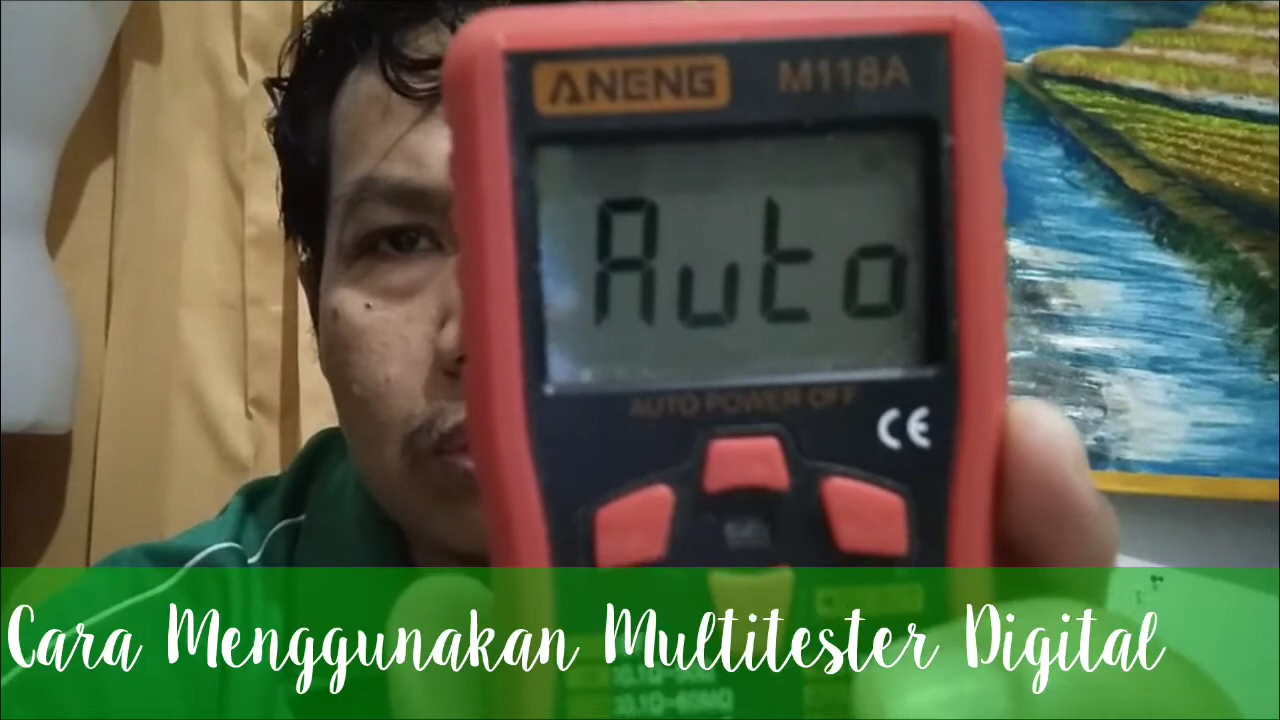 ANENG M118A
Auto
AUTO POWER OFF
CE
Cara Menggunakan Multitester Digital